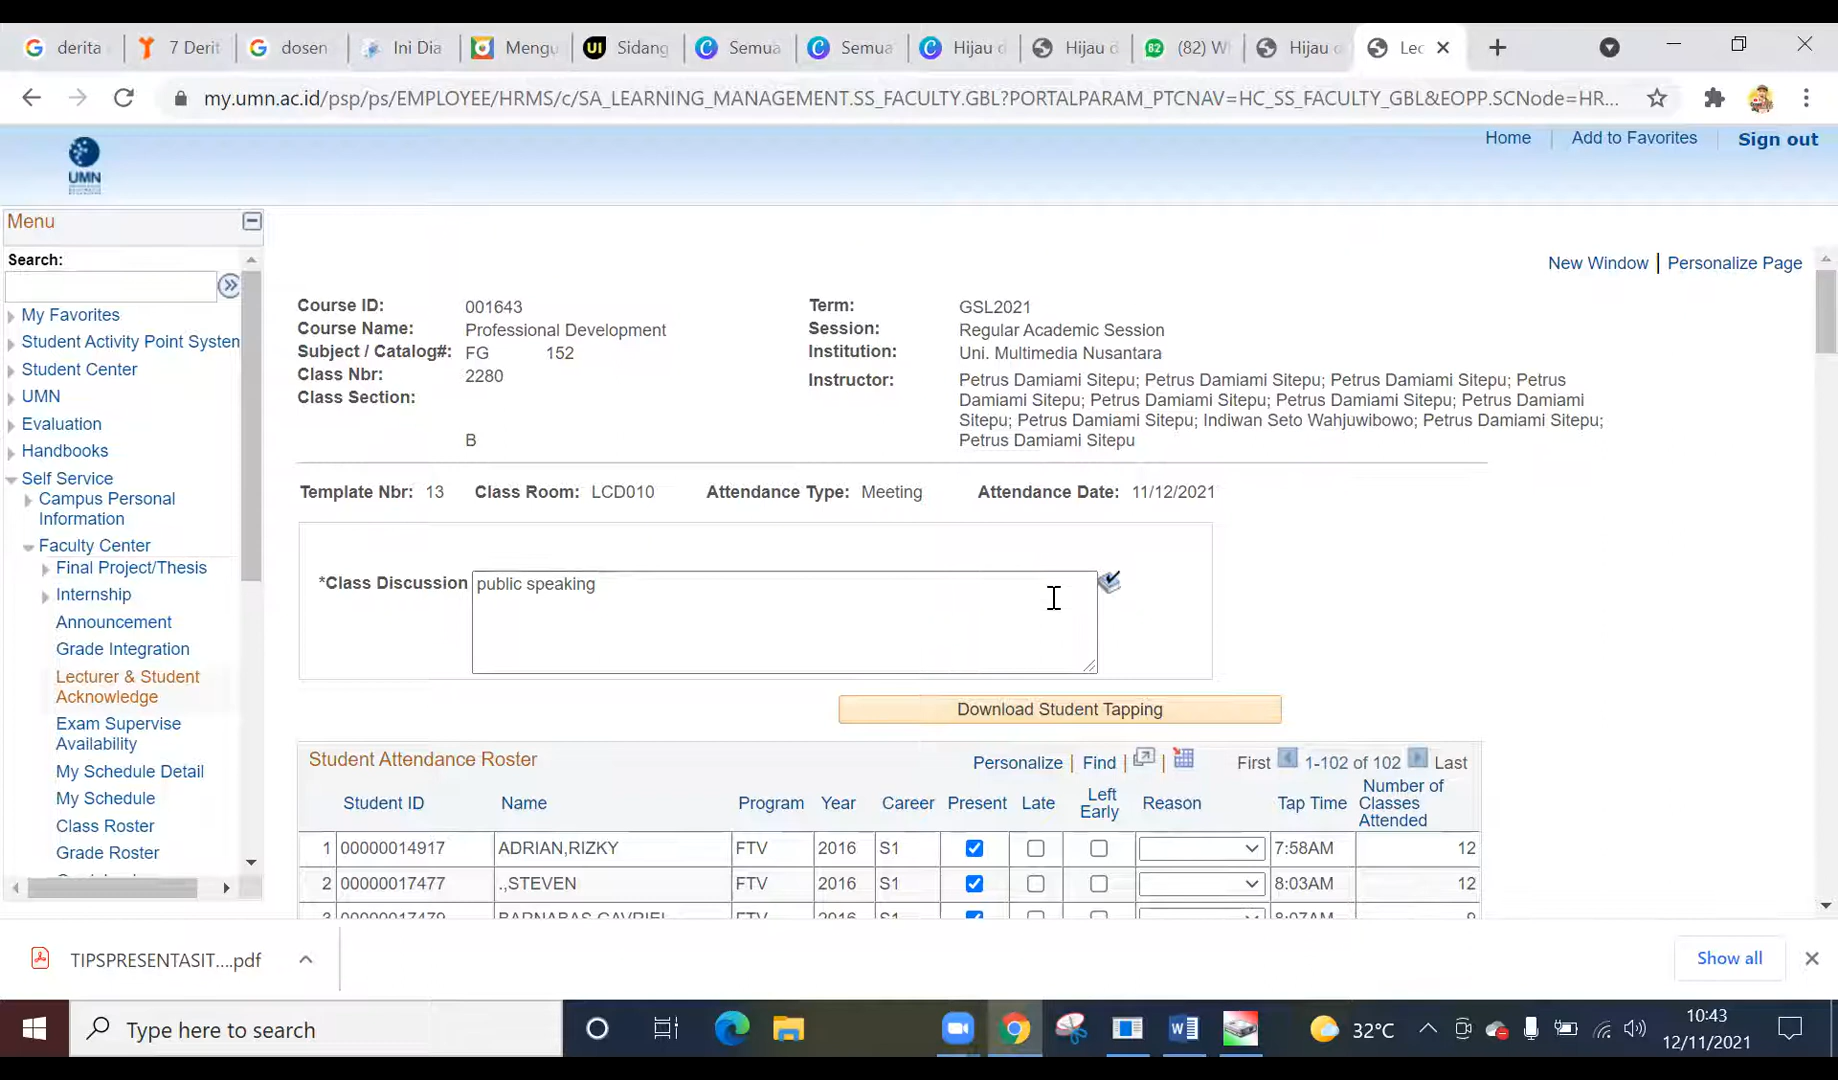 derita
7 Derit
dosen
Ini Dia
Mengu
UI Sidang
Semua
Semua
Hijau d
Hijau d
(82) W
Hijau o
Lec
my.umn.ac.id/psp/ps/EMPLOYEE/HRMS/c/SA_LEARNING_MANAGEMENT.SS_FACULTY.GBL?PORTALPARAM_PTCNAV=HC_SS_FACULTY_GBL&EOPP.SCNode=HR...
Home Add to Favorites Sign out
UMN
Menu
Search:
New Window | Personalize Page
My Favorites
Student Activity Point System
Student Center
UMN
Evaluation
Handbooks
Self Service
Campus Personal
Information
Faculty Center
Final Project/Thesis
Internship
Announcement
Grade Integration
Lecturer & Student
Acknowledge
Exam Supervise
Availability
My Schedule Detail
My Schedule
Class Roster
Grade Roster
Course ID: 001643
Course Name: Professional Development
Subject / Catalog#: FG 152
Class Nbr: 2280
Class Section:
B
Term: GSL2021
Session: Regular Academic Session
Institution: Uni. Multimedia Nusantara
Instructor: Petrus Damiami Sitepu; Petrus Damiami Sitepu; Petrus Damiami Sitepu; Petrus
Damiami Sitepu; Petrus Damiami Sitepu; Petrus Damiami Sitepu; Petrus Damiami
Sitepu; Petrus Damiami Sitepu; Indiwan Seto Wahjuwibowo; Petrus Damiami Sitepu;
Petrus Damiami Sitepu
Template Nbr: 13 Class Room: LCD010 Attendance Type: Meeting Attendance Date: 11/12/2021
*Class Discussion public speaking
Download Student Tapping
Student Attendance Roster Personalize | Find | | First 1-102 of 102 Last
Student ID Name Program Year Career Present Late Left Early Reason Tap Time Number of Classes Attended
1 00000014917 ADRIAN,RIZKY FTV 2016 S1 7:58AM 12
2 00000017477 .,STEVEN FTV 2016 S1 8:03AM 12
3 00000017479 BARNABAS,GAVRIEL 2016 S1 8:07AM 9
TIPSPRESENTASIT....pdf
Show all
Type here to search
32°C
10:43
12/11/2021